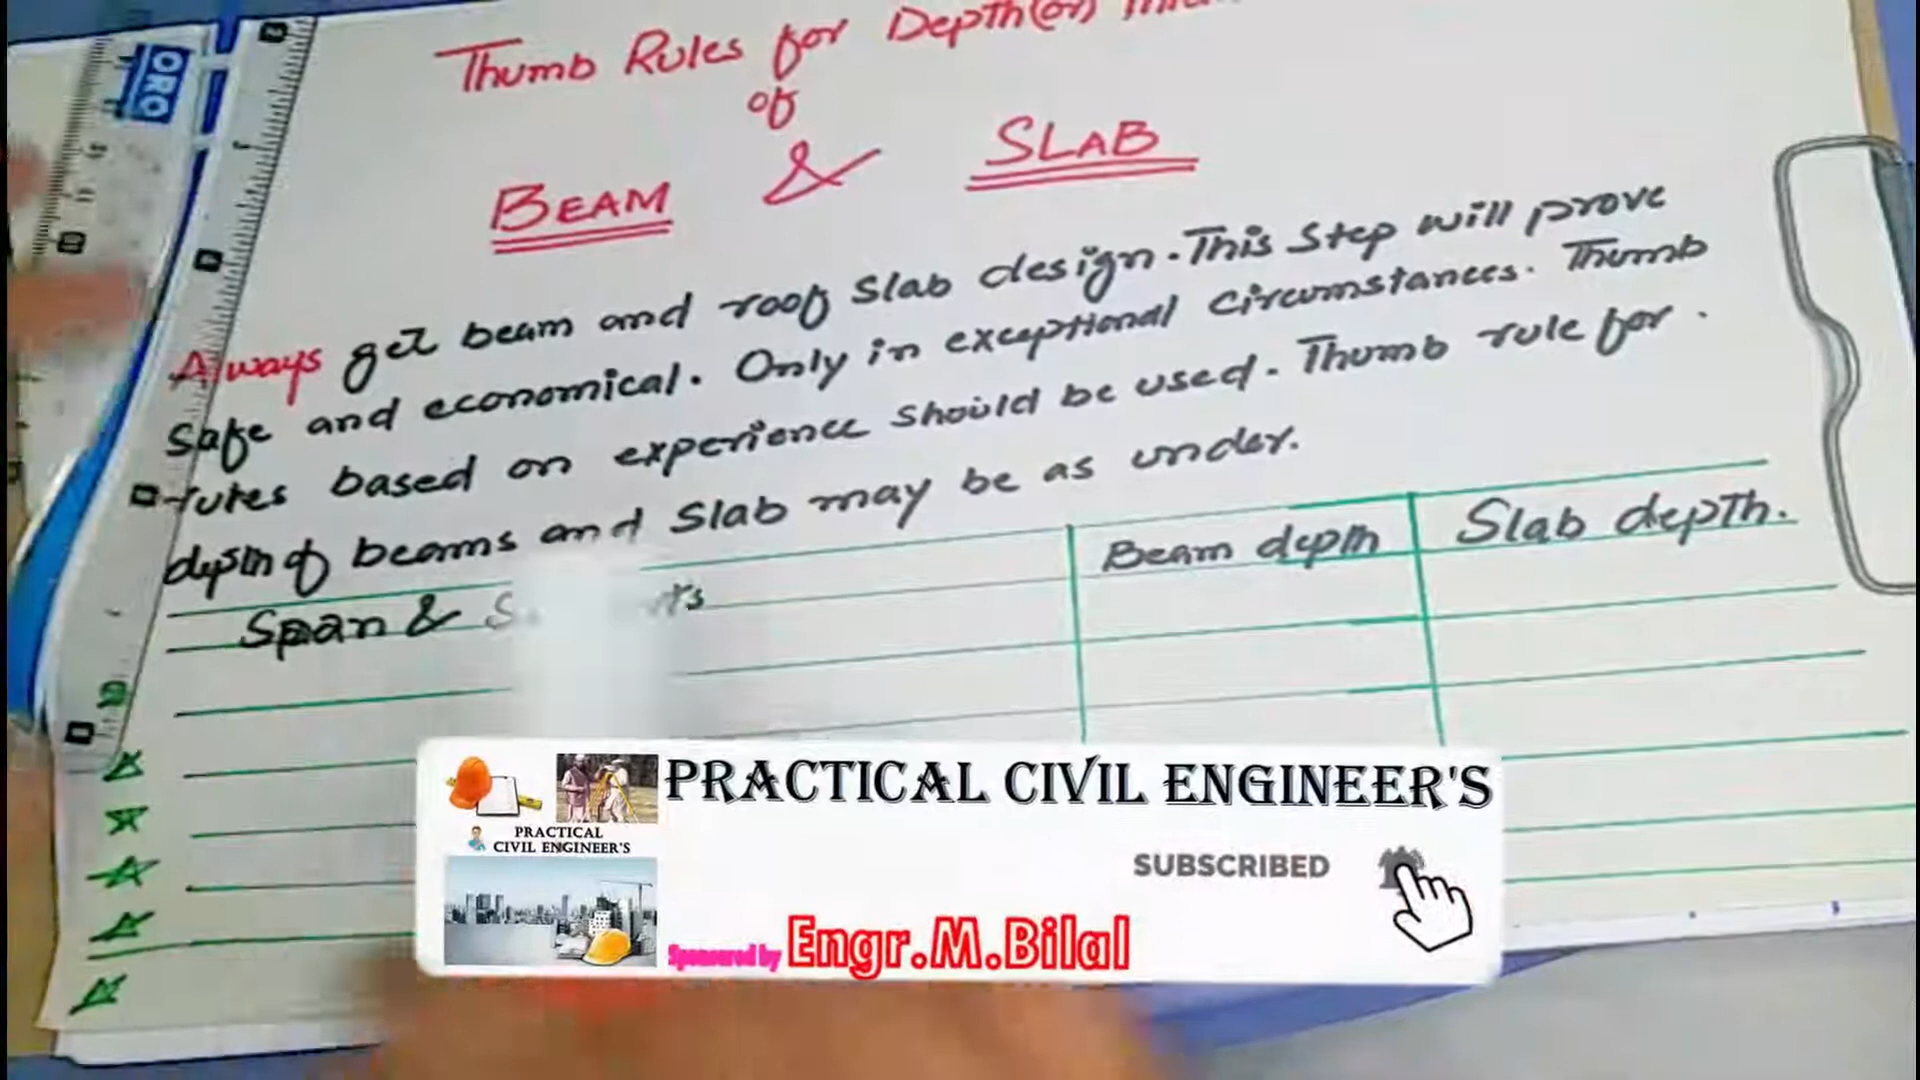 Thumb Rules for Depth(or)
of
BEAM & SLAB
Always get beam and roof Slab design. This Step will prove
safe and economical. Only in exceptional circumstances. Thumb
rules based on experience should be used. Thumb rule for.
depth of beams and Slab may be as under.
Span &
Beam depth
Slab depth.
ORO
PRACTICAL CIVIL ENGINEER'S
PRACTICAL
CIVIL ENGINEER'S
SUBSCRIBED
Sponsored by Engr.M.Bilal